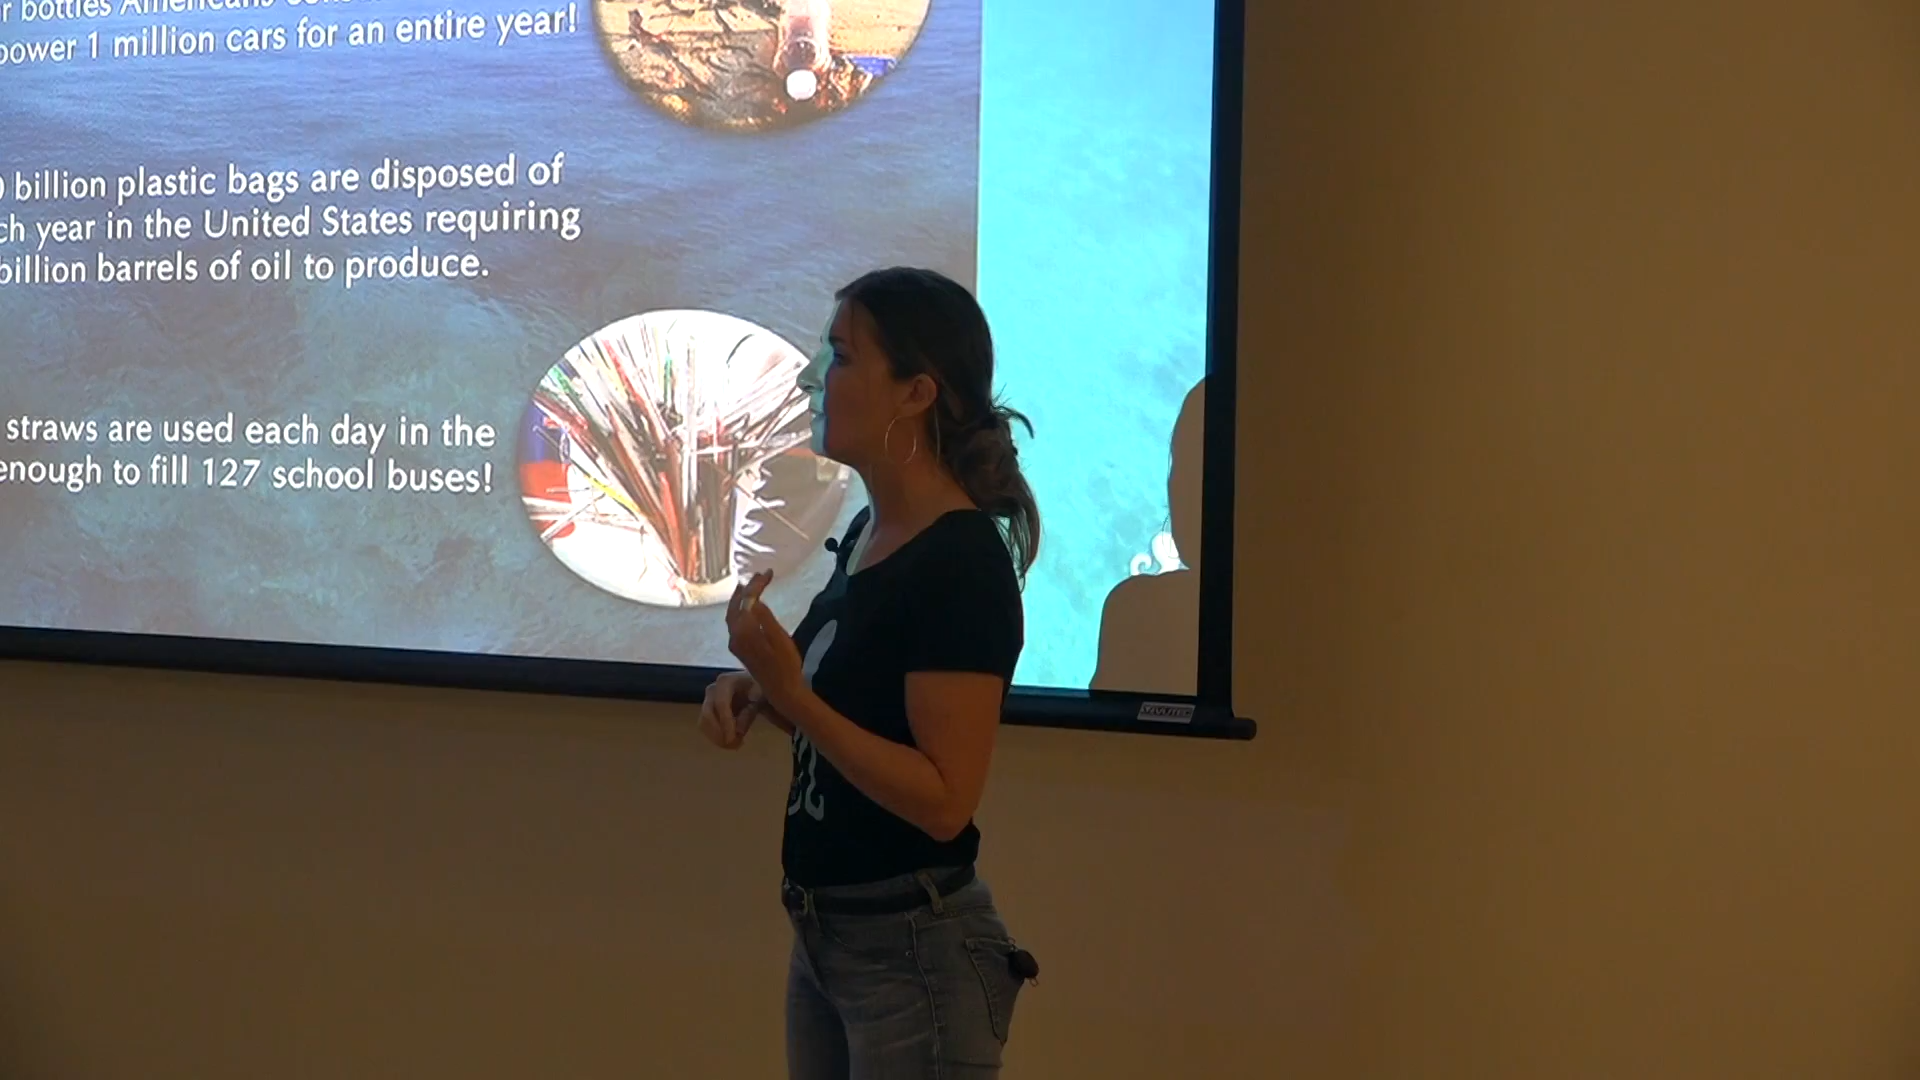 bottles Americans
power 1 million cars for an entire year!
billion plastic bags are disposed of
year in the United States requiring
billion barrels of oil to produce.
straws are used each day in the
enough to fill 127 school buses!